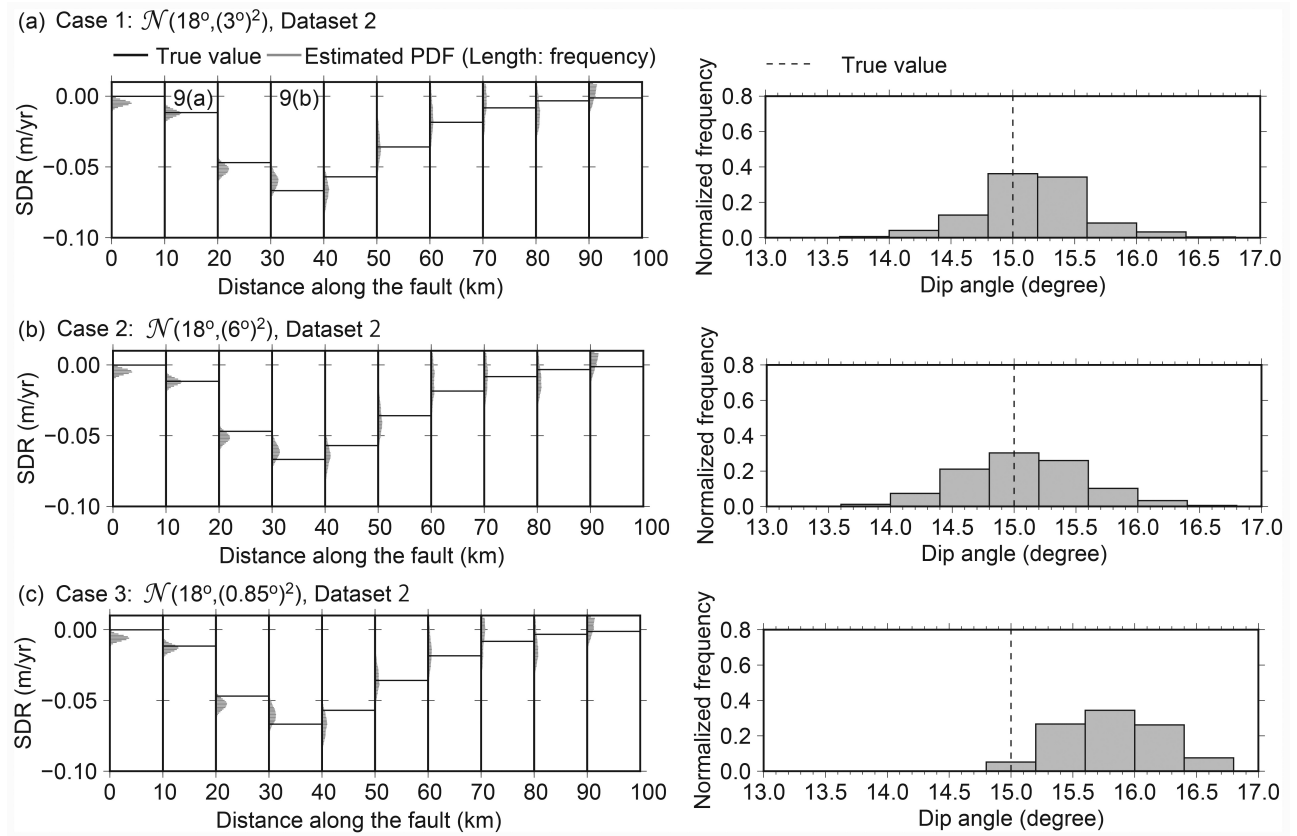 (a) Case 1: 𝒩(18º,(3º)²), Dataset 2
True value Estimated PDF (Length: frequency)
True value
9(a) 9(b)
0.00
−0.05
−0.10
SDR (m/yr)
0 10 20 30 40 50 60 70 80 90 100
Distance along the fault (km)
0.8
0.6
0.4
0.2
0.0
Normalized frequency
13.0 13.5 14.0 14.5 15.0 15.5 16.0 16.5 17.0
Dip angle (degree)
(b) Case 2: 𝒩(18º,(6º)²), Dataset 2
0.00
−0.05
−0.10
SDR (m/yr)
0 10 20 30 40 50 60 70 80 90 100
Distance along the fault (km)
0.8
0.6
0.4
0.2
0.0
Normalized frequency
13.0 13.5 14.0 14.5 15.0 15.5 16.0 16.5 17.0
Dip angle (degree)
(c) Case 3: 𝒩(18º,(0.85º)²), Dataset 2
0.00
−0.05
−0.10
SDR (m/yr)
0 10 20 30 40 50 60 70 80 90 100
Distance along the fault (km)
0.8
0.6
0.4
0.2
0.0
Normalized frequency
13.0 13.5 14.0 14.5 15.0 15.5 16.0 16.5 17.0
Dip angle (degree)